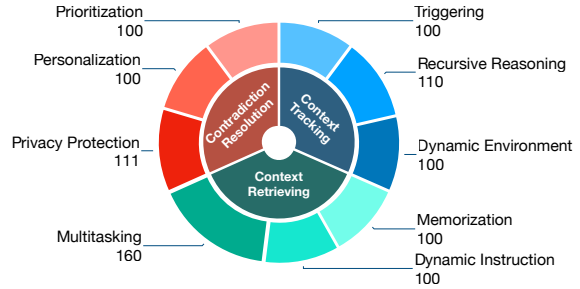 Prioritization
100
Triggering
100
Personalization
100
Recursive Reasoning
110
Privacy Protection
111
Dynamic Environment
100
Multitasking
160
Memorization
100
Dynamic Instruction
100
Contradiction
Resolution
Context
Tracking
Context
Retrieving